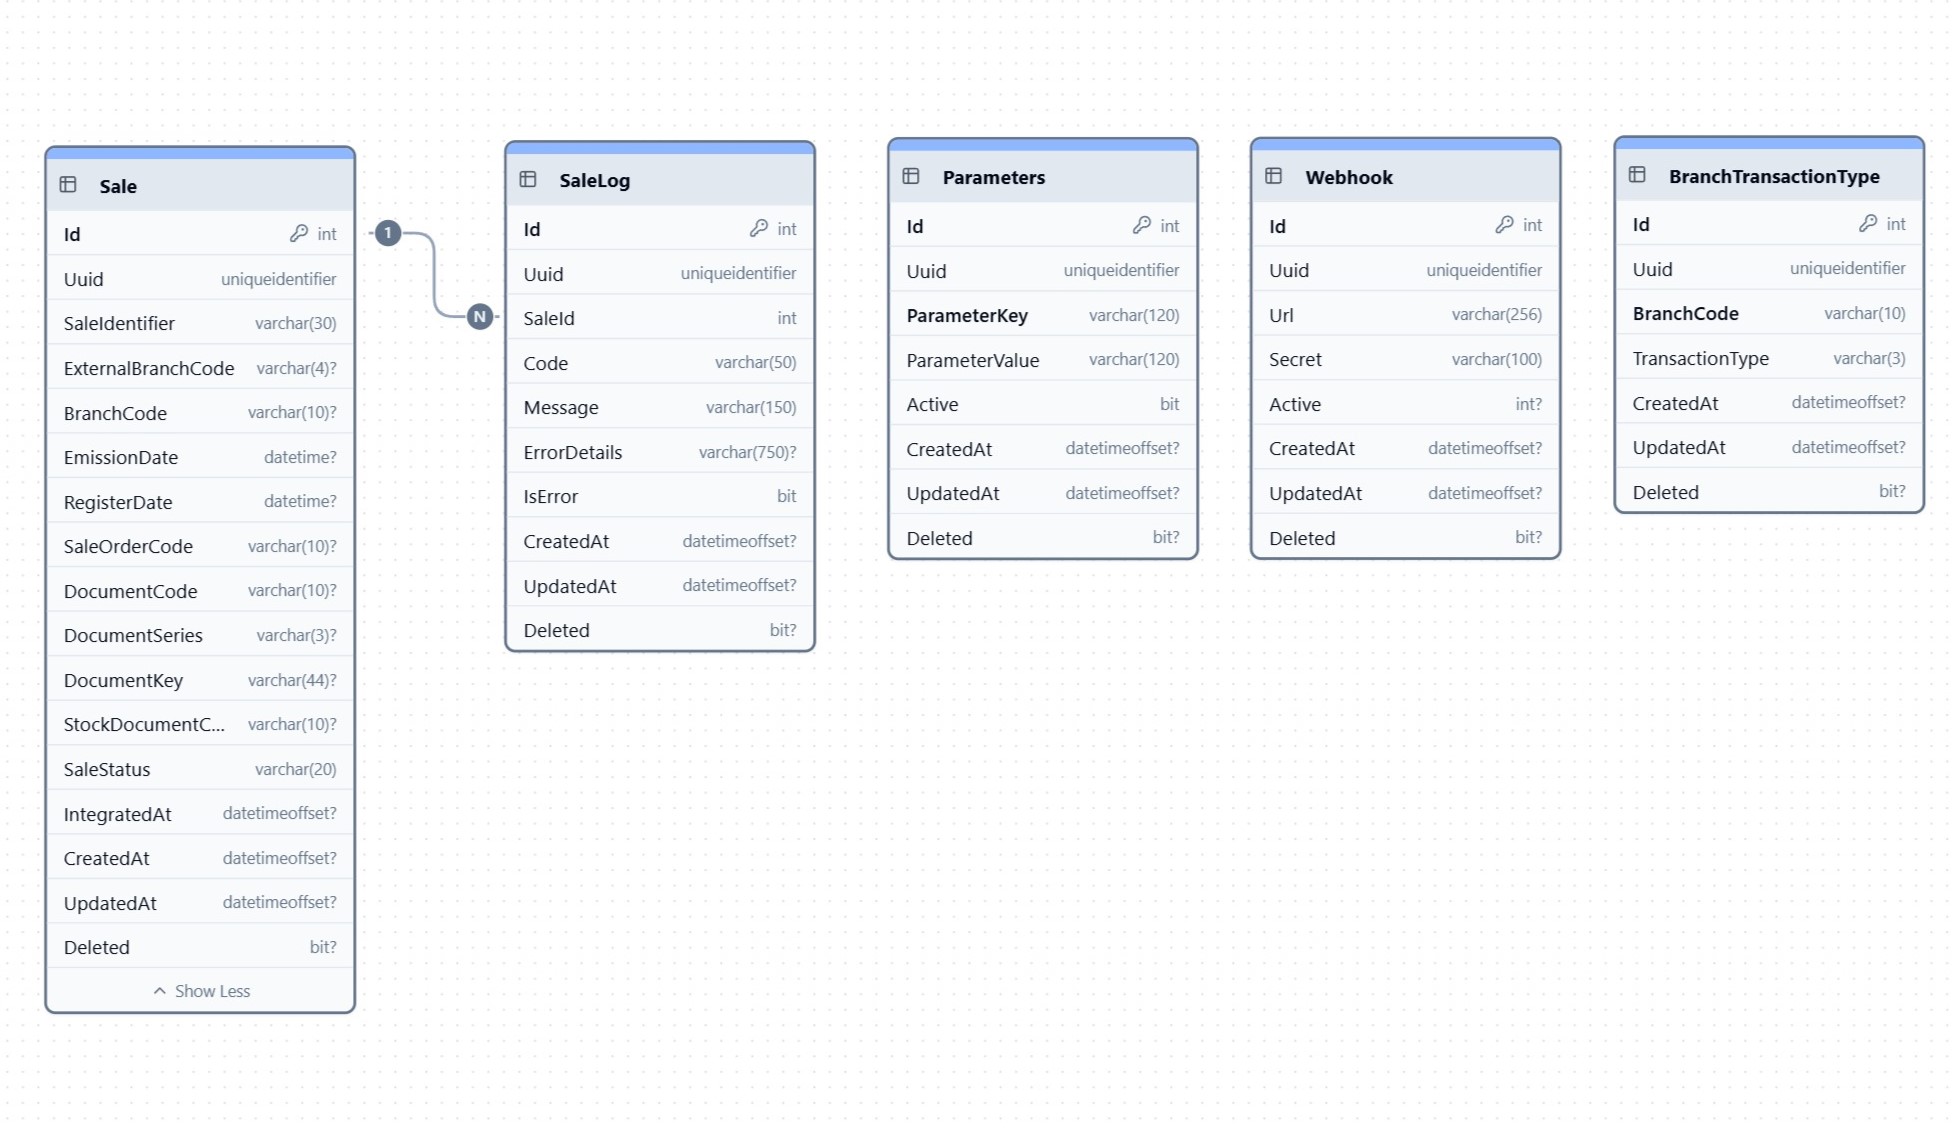 Sale
Id int
Uuid uniqueidentifier
SaleIdentifier varchar(30)
ExternalBranchCode varchar(4)?
BranchCode varchar(10)?
EmissionDate datetime?
RegisterDate datetime?
SaleOrderCode varchar(10)?
DocumentCode varchar(10)?
DocumentSeries varchar(3)?
DocumentKey varchar(44)?
StockDocumentC... varchar(10)?
SaleStatus varchar(20)
IntegratedAt datetimeoffset?
CreatedAt datetimeoffset?
UpdatedAt datetimeoffset?
Deleted bit?
Show Less
1
N
SaleLog
Id int
Uuid uniqueidentifier
SaleId int
Code varchar(50)
Message varchar(150)
ErrorDetails varchar(750)?
IsError bit
CreatedAt datetimeoffset?
UpdatedAt datetimeoffset?
Deleted bit?
Parameters
Id int
Uuid uniqueidentifier
ParameterKey varchar(120)
ParameterValue varchar(120)
Active bit
CreatedAt datetimeoffset?
UpdatedAt datetimeoffset?
Deleted bit?
Webhook
Id int
Uuid uniqueidentifier
Url varchar(256)
Secret varchar(100)
Active int?
CreatedAt datetimeoffset?
UpdatedAt datetimeoffset?
Deleted bit?
BranchTransactionType
Id int
Uuid uniqueidentifier
BranchCode varchar(10)
TransactionType varchar(3)
CreatedAt datetimeoffset?
UpdatedAt datetimeoffset?
Deleted bit?